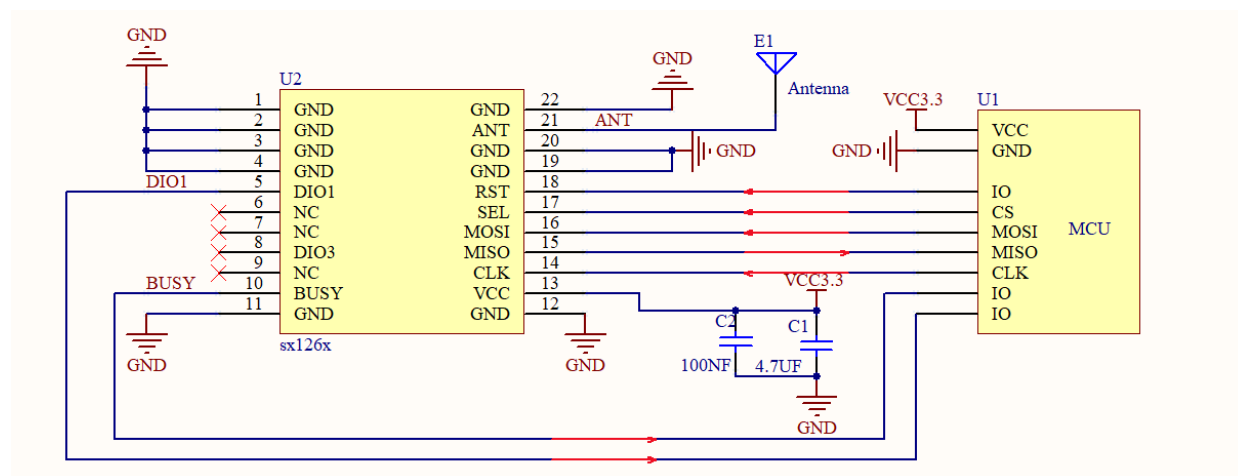 GND
E1
GND
U2
Antenna
VCC3.3
U1
1 GND GND 22
2 GND ANT 21 ANT
VCC
3 GND GND 20 GND
GND GND
4 GND GND 19
DIO1 5 DIO1 RST 18 IO
6 NC SEL 17 CS
7 NC MOSI 16 MOSI MCU
8 DIO3 MISO 15 MISO
9 NC CLK 14 CLK
BUSY 10 BUSY VCC 13 VCC3.3 IO
11 GND GND 12 IO
C2 C1
sx126x
GND GND 100NF 4.7UF
GND